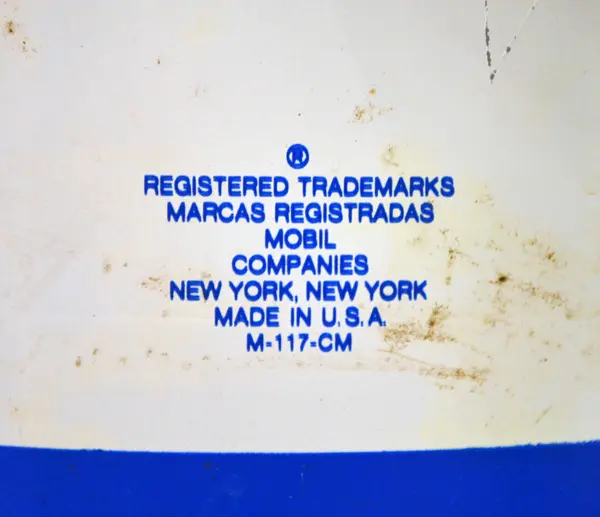 ®
REGISTERED TRADEMARKS
MARCAS REGISTRADAS
MOBIL
COMPANIES
NEW YORK, NEW YORK
MADE IN U.S.A.
M-117-CM